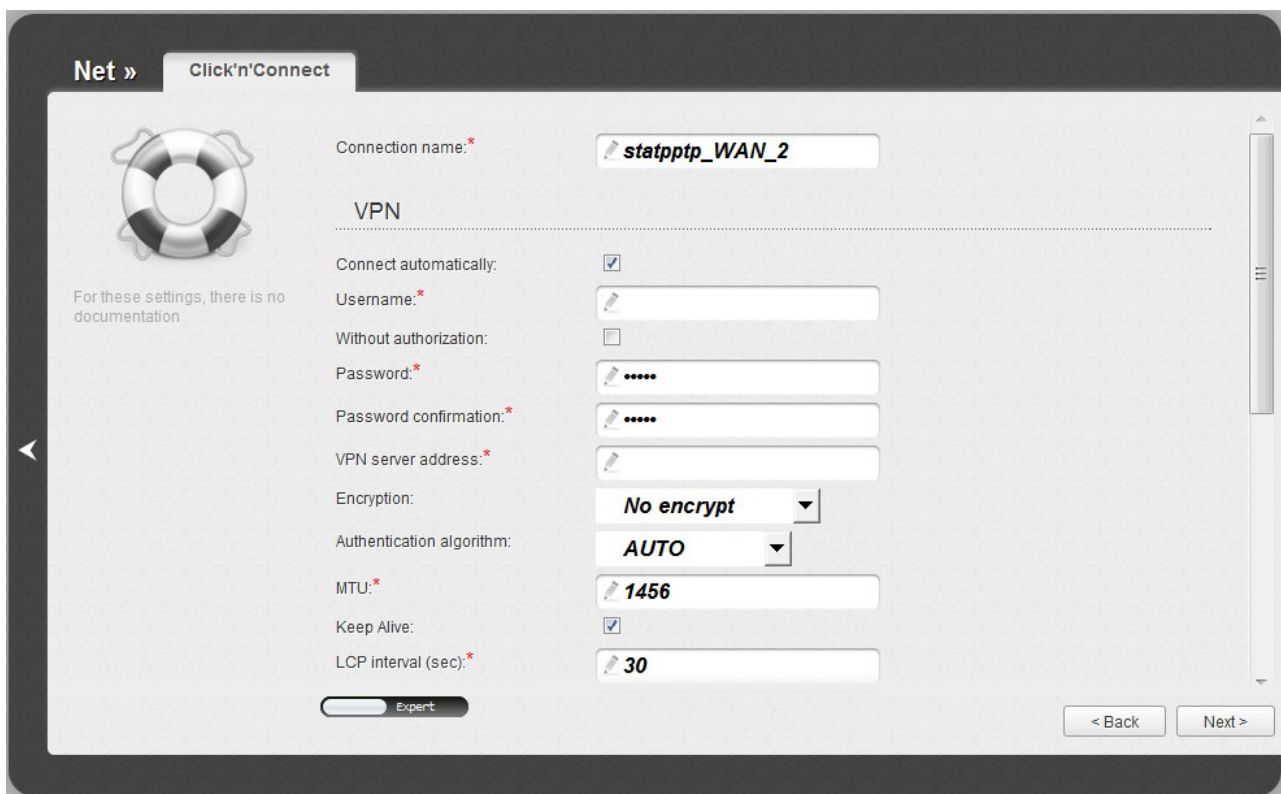 Net »
Click'n'Connect
For these settings, there is no
documentation
Connection name:*
statpptp_WAN_2
VPN
Connect automatically:
Username:*
Without authorization:
Password:* •••••
Password confirmation:* •••••
VPN server address:*
Encryption: No encrypt
Authentication algorithm: AUTO
MTU:* 1456
Keep Alive:
LCP interval (sec):* 30
Expert
< Back
Next >